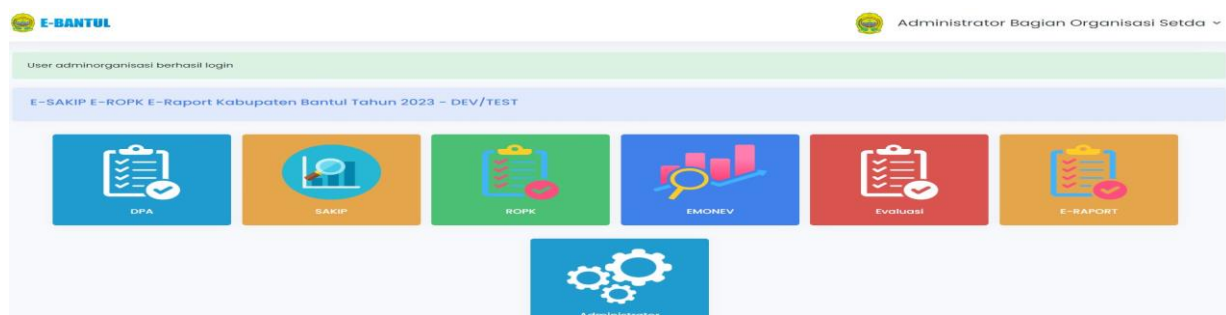 E-BANTUL
Administrator Bagian Organisasi Setda
User adminorganisasi berhasil login
E-SAKIP E-ROPK E-Raport Kabupaten Bantul Tahun 2023 - DEV/TEST
DPA
SAKIP
ROPK
EMONEV
Evaluasi
E-RAPORT
Administrator